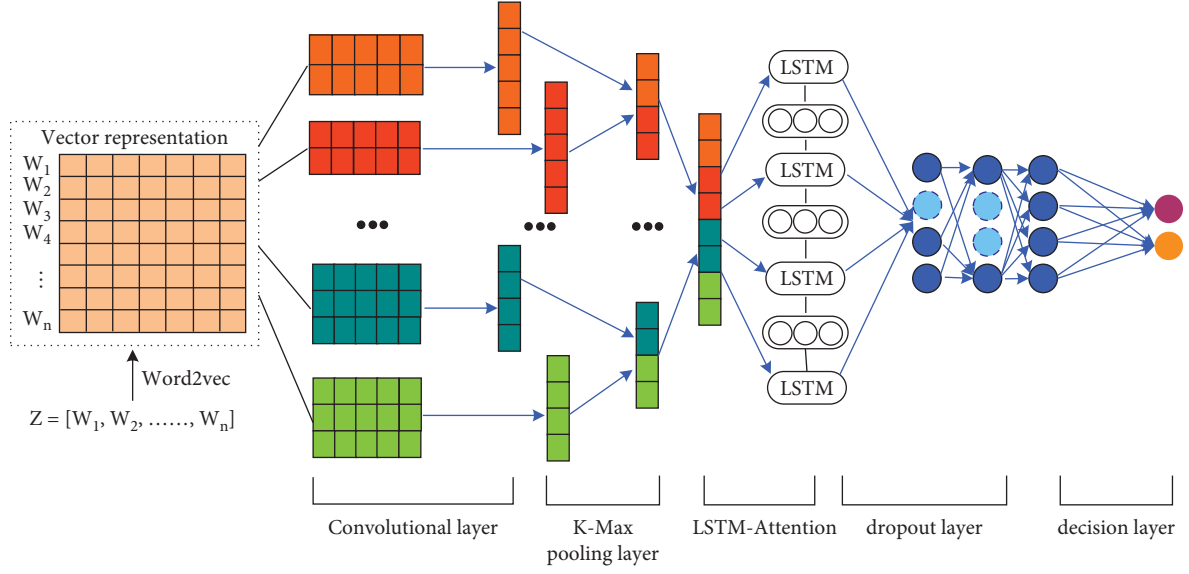 Vector representation
W1
W2
W3
W4
⋮
Wn
Word2vec
Z = [W1, W2, ……, Wn]
•••
•••
•••
LSTM
LSTM
LSTM
LSTM
Convolutional layer
K-Max
pooling layer
LSTM-Attention
dropout layer
decision layer